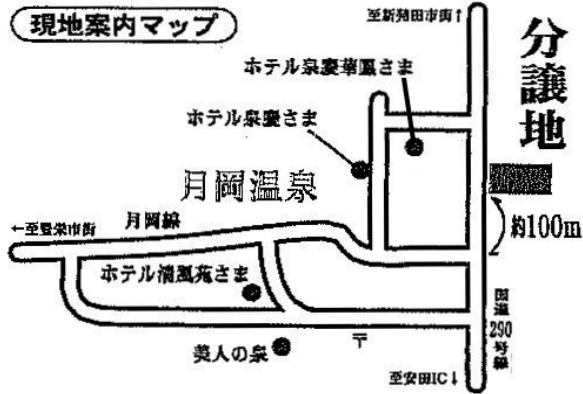 現地案内マップ
至新発田市街↑
分譲地
ホテル泉慶華鳳さま
ホテル泉慶さま
月岡温泉
約100m
←至豊栄市街
月岡線
ホテル清風苑さま
国道290号線
美人の泉
〒
至安田IC↓